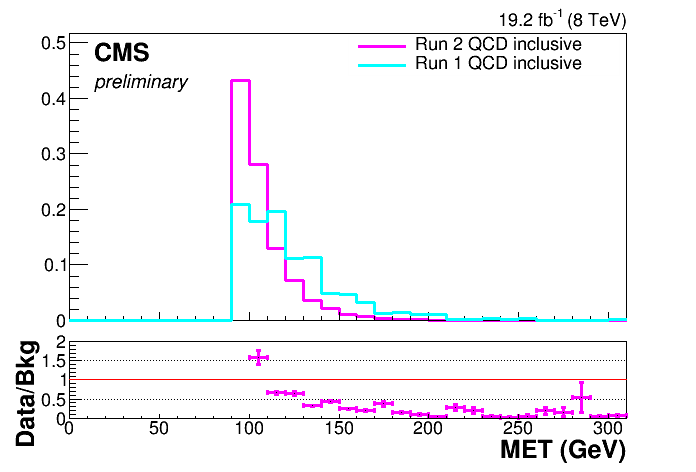 19.2 fb⁻¹ (8 TeV)
CMS
preliminary
Run 2 QCD inclusive
Run 1 QCD inclusive
0.5
0.4
0.3
0.2
0.1
0
Data/Bkg
2
1.5
1
0.5
0
0 50 100 150 200 250 300
MET (GeV)